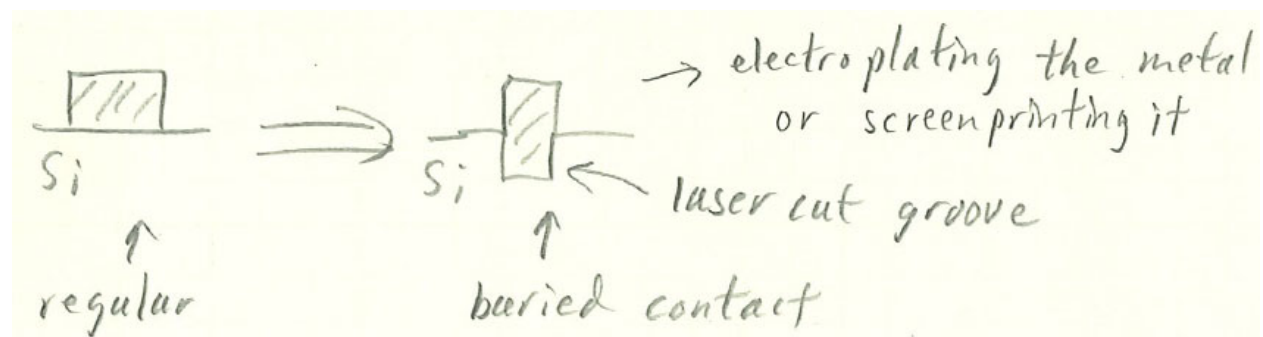 → electroplating the metal
or screenprinting it
Si
Si
laser cut groove
regular
buried contact